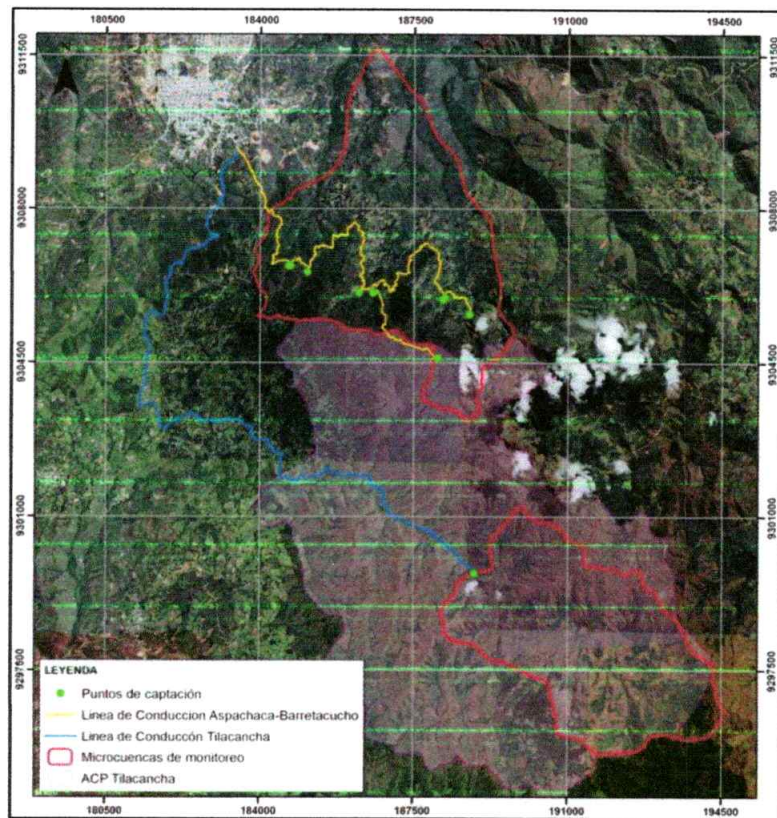 180500 184000 187500 191000 194500
9311500 9311500
9308000 9308000
9304500 9304500
9301000 9301000
9297500 9297500
LEYENDA
Puntos de captación
Linea de Conduccion Aspachaca-Barretacucho
Linea de Conduccón Tilacancha
Microcuencas de monitoreo
ACP Tilacancha
180500 184000 187500 191000 194500